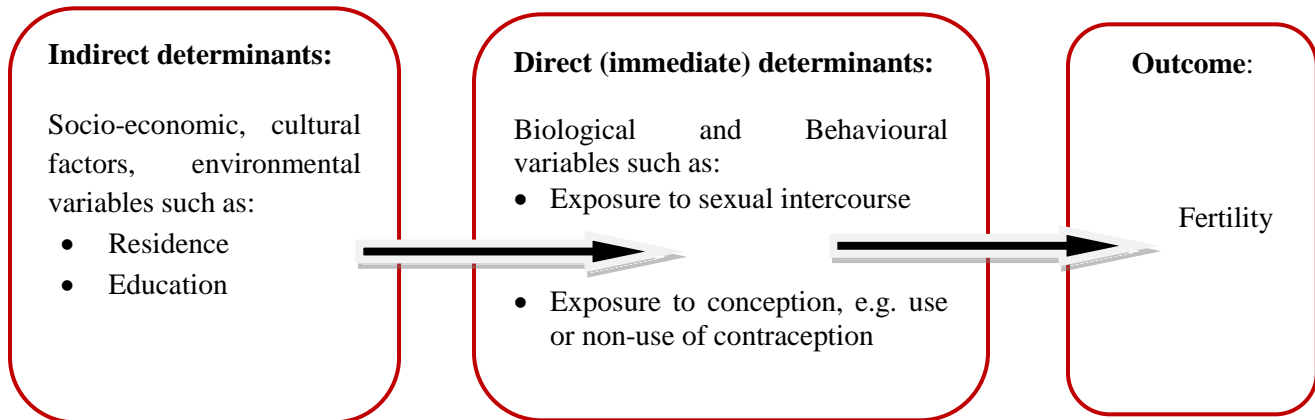 Indirect determinants:
Socio-economic, cultural
factors, environmental
variables such as:
• Residence
• Education
Direct (immediate) determinants:
Biological and Behavioural
variables such as:
• Exposure to sexual intercourse
• Exposure to conception, e.g. use
or non-use of contraception
Outcome:
Fertility